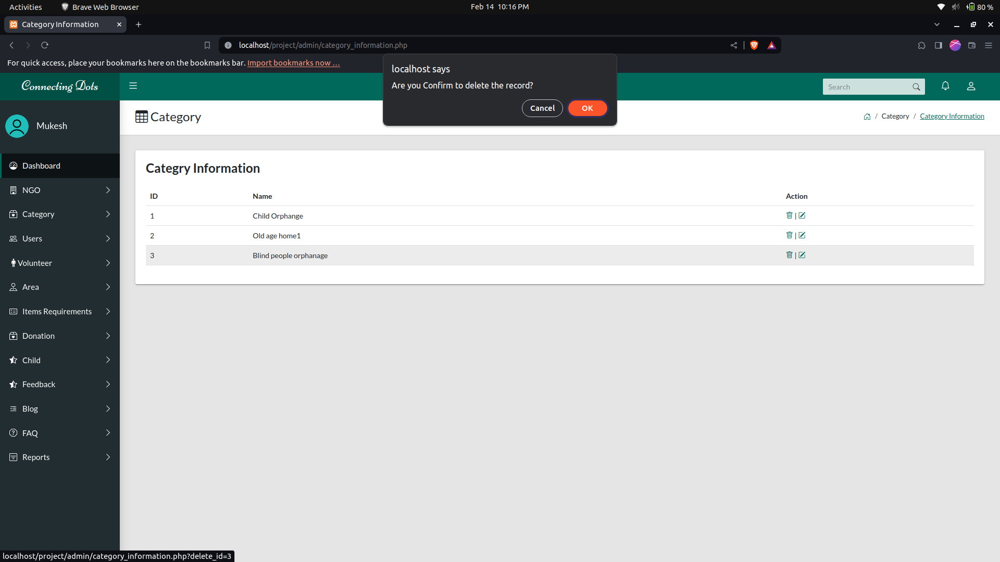 Activities Brave Web Browser Feb 14 10:16 PM 80 %
Category Information
localhost/project/admin/category_information.php
For quick access, place your bookmarks here on the bookmarks bar. Import bookmarks now ...
localhost says
Are you Confirm to delete the record?
Cancel OK
Connecting Dots
Search
Mukesh
Category
/ Category / Category Information
Dashboard
NGO
Category
Users
Volunteer
Area
Items Requirements
Donation
Child
Feedback
Blog
FAQ
Reports
Categry Information
ID Name Action
1 Child Orphange |
2 Old age home1 |
3 Blind people orphanage |
localhost/project/admin/category_information.php?delete_id=3